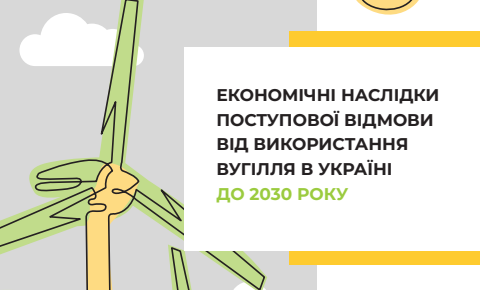 ЕКОНОМІЧНІ НАСЛІДКИ
ПОСТУПОВОЇ ВІДМОВИ
ВІД ВИКОРИСТАННЯ
ВУГІЛЛЯ В УКРАЇНІ
ДО 2030 РОКУ